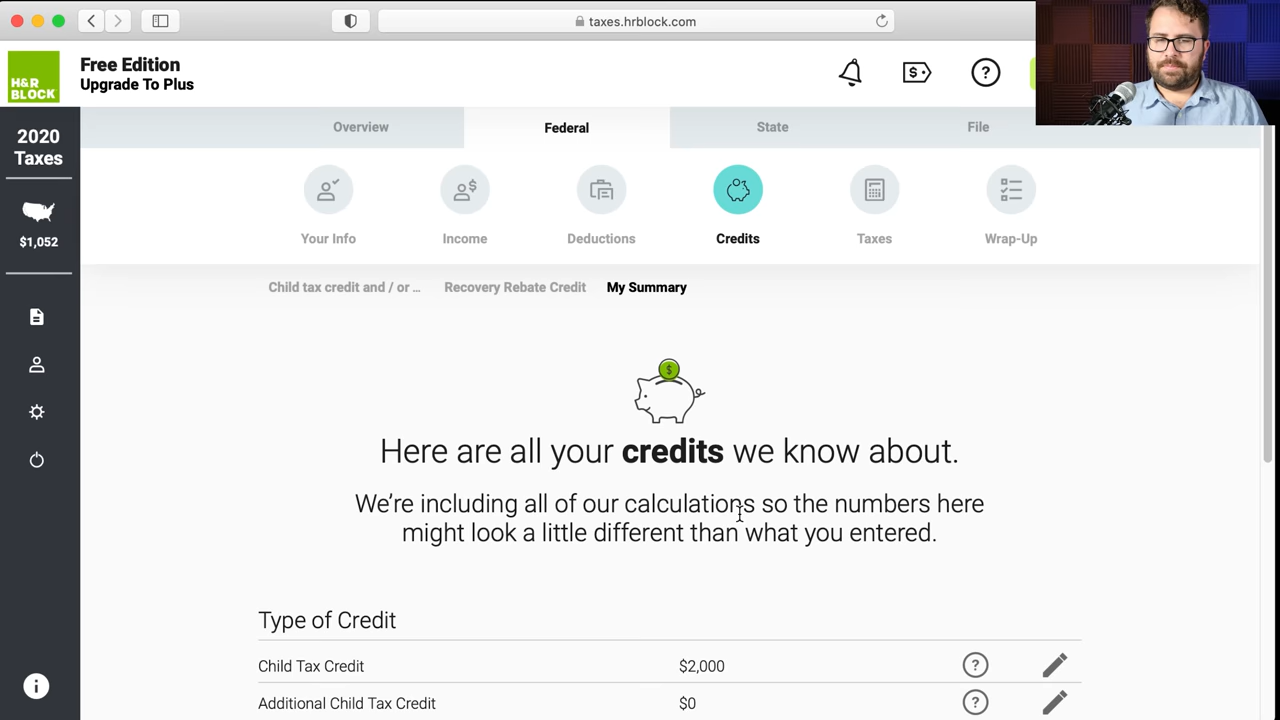 taxes.hrblock.com
H&R
BLOCK
Free Edition
Upgrade To Plus
2020
Taxes
$1,052
Overview
Federal
State
File
Your Info
Income
Deductions
Credits
Taxes
Wrap-Up
Child tax credit and / or ...
Recovery Rebate Credit
My Summary
Here are all your credits we know about.
We're including all of our calculations so the numbers here
might look a little different than what you entered.
Type of Credit
Child Tax Credit $2,000
Additional Child Tax Credit $0